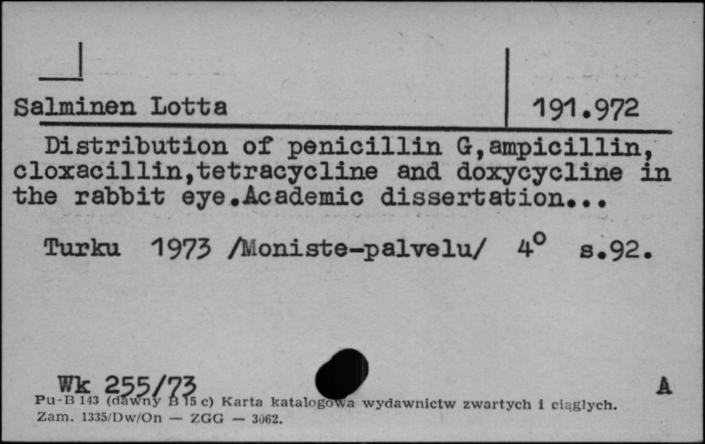 Salminen Lotta 191.972
Distribution of penicillin G,ampicillin,
cloxacillin,tetracycline and doxycycline in
the rabbit eye.Academic dissertation...
Turku 1973 /Moniste-palvelu/ 4° s.92.
Wk 255/73 A
Pu-B 143 (dawny B 15 c) Karta katalogowa wydawnictw zwartych i ciągłych.
Zam. 1335/Dw/On — ZGG — 3062.